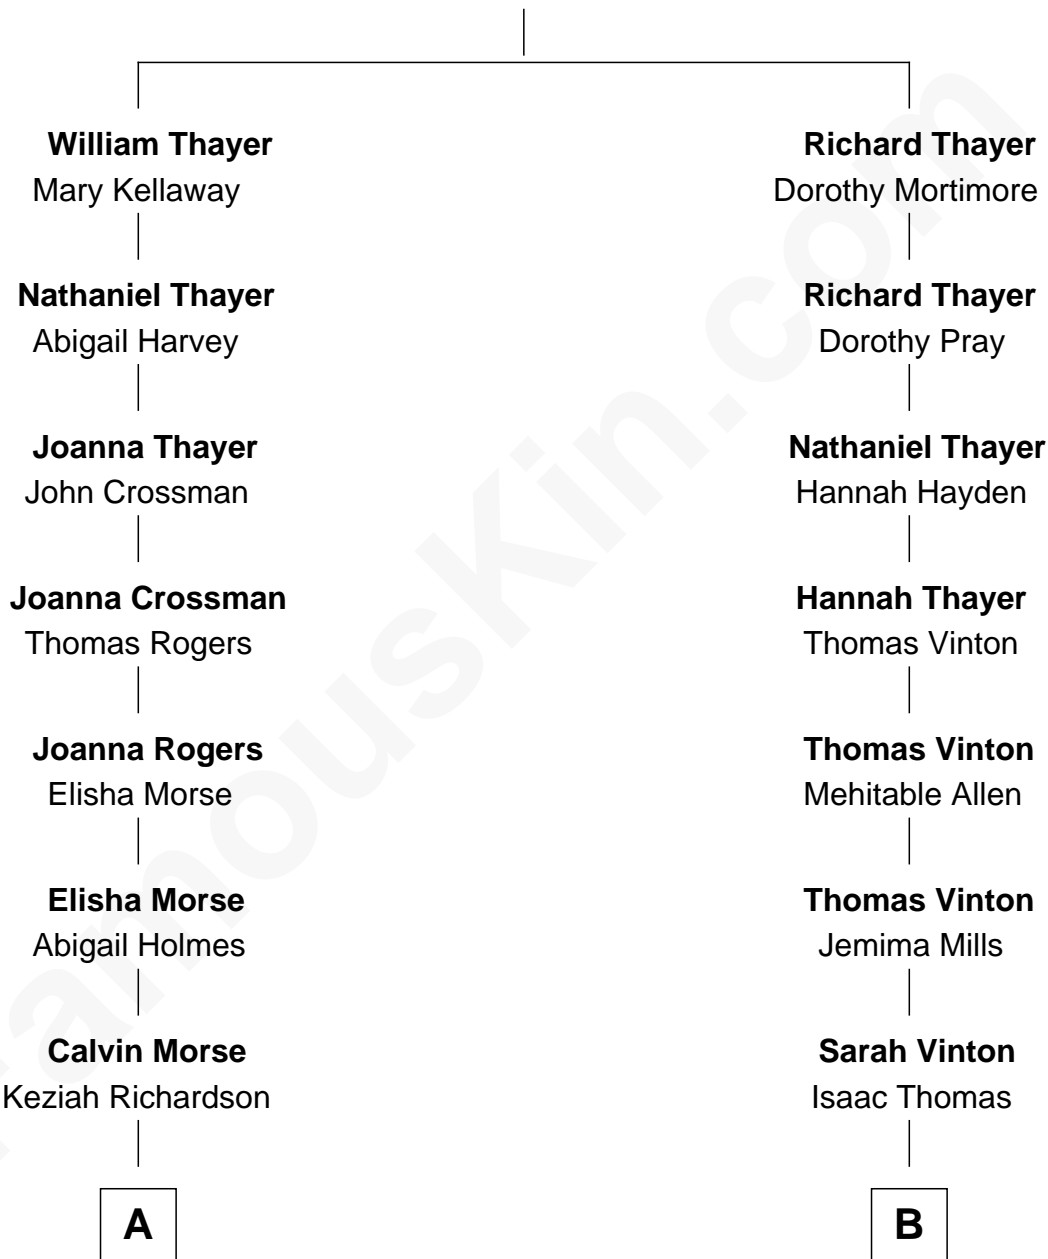 William Thayer
Mary Kellaway
Richard Thayer
Dorothy Mortimore
Nathaniel Thayer
Abigail Harvey
Richard Thayer
Dorothy Pray
Joanna Thayer
John Crossman
Nathaniel Thayer
Hannah Hayden
Joanna Crossman
Thomas Rogers
Hannah Thayer
Thomas Vinton
Joanna Rogers
Elisha Morse
Thomas Vinton
Mehitable Allen
Elisha Morse
Abigail Holmes
Thomas Vinton
Jemima Mills
Calvin Morse
Keziah Richardson
Sarah Vinton
Isaac Thomas
A
B
FamousKin.com